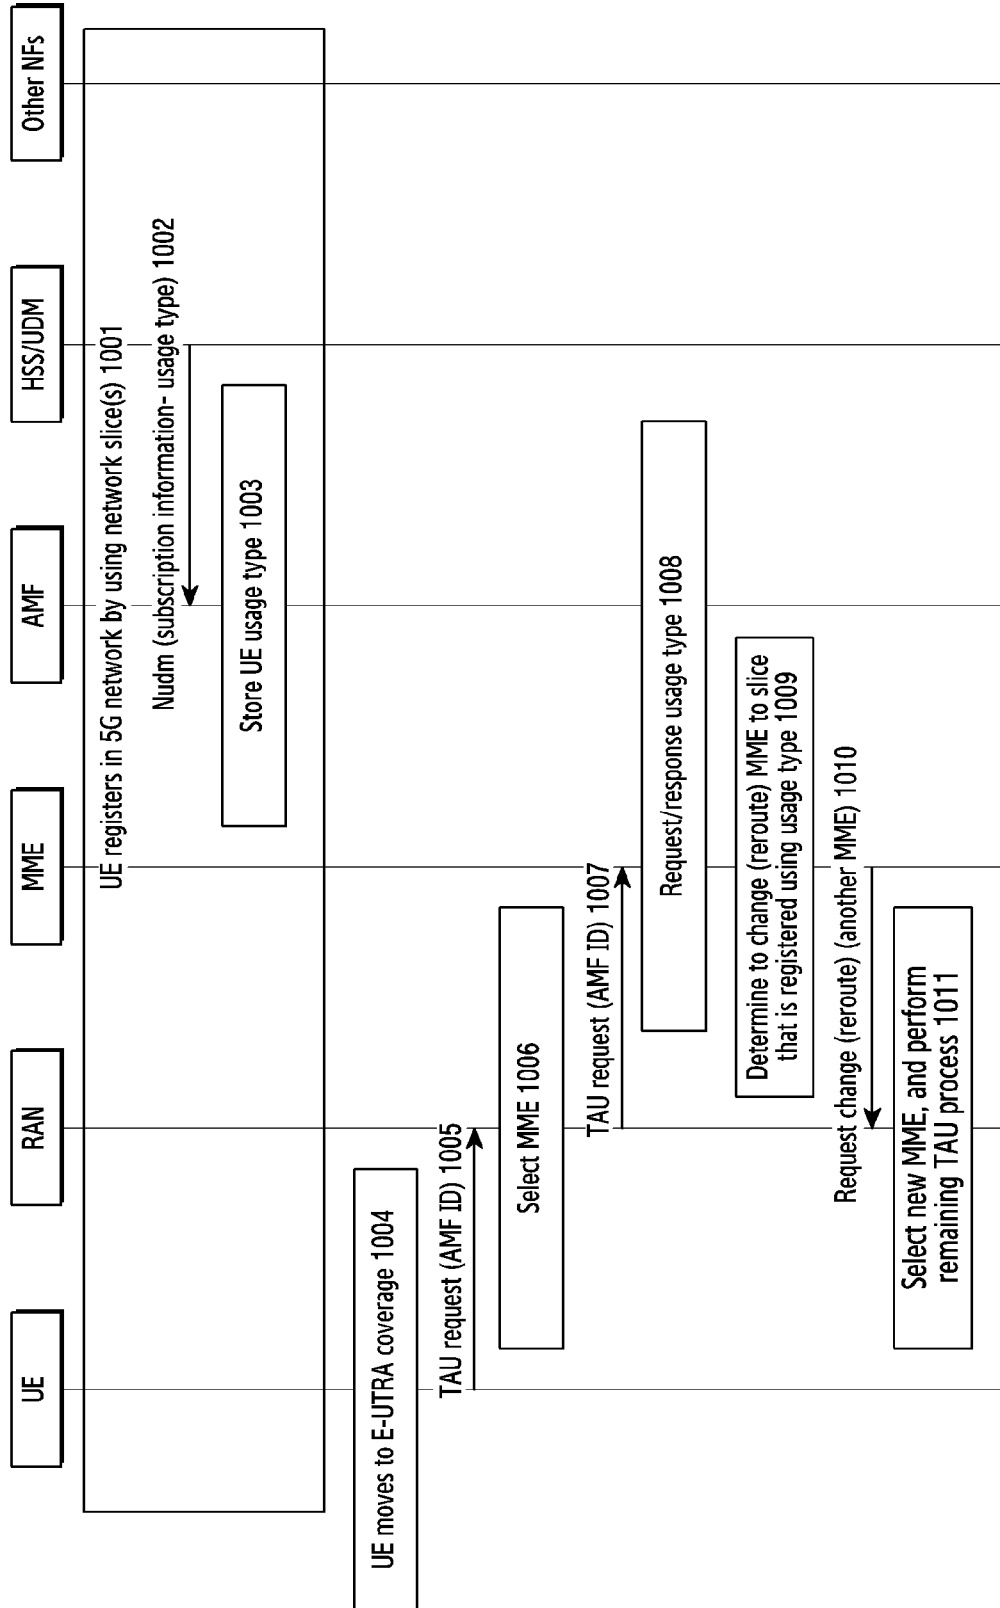 UE
RAN
MME
AMF
HSS/UDM
Other NFs
UE registers in 5G network by using network slice(s) 1001
Nudm (subscription information- usage type) 1002
Store UE usage type 1003
UE moves to E-UTRA coverage 1004
TAU request (AMF ID) 1005
Select MME 1006
TAU request (AMF ID) 1007
Request/response usage type 1008
Determine to change (reroute) MME to slice
that is registered using usage type 1009
Request change (reroute) (another MME) 1010
Select new MME, and perform
remaining TAU process 1011